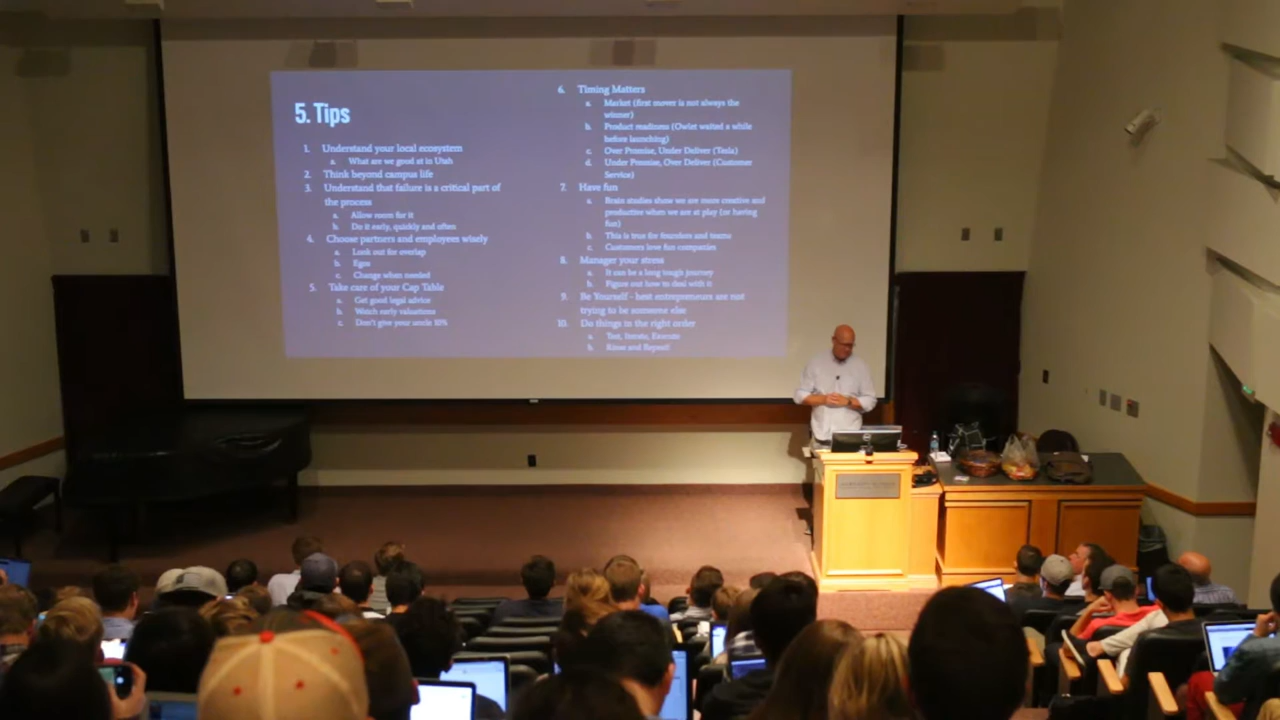 5. Tips
1. Understand your local ecosystem
a. What are we good at in Utah
2. Think beyond campus life
3. Understand that failure is a critical part of
the process
a. Allow room for it
b. Do it early, quickly and often
4. Choose partners and employees wisely
a. Look out for overlap
b. Egos
c. Change when needed
5. Take care of your Cap Table
a. Get good legal advice
b. Watch early valuations
c. Don't give your uncle 10%
6. Timing Matters
a. Market (first mover is not always the
winner)
b. Product readiness (Owlet waited a while
before launching)
c. Over Promise, Under Deliver (Tesla)
d. Under Promise, Over Deliver (Customer
Service)
7. Have fun
a. Brain studies show we are more creative and
productive when we are at play (or having
fun)
b. This is true for founders and teams
c. Customers love fun companies
8. Manager your stress
a. It can be a long tough journey
b. Figure out how to deal with it
9. Be Yourself - best entrepreneurs are not
trying to be someone else
10. Do things in the right order
a. Test, Iterate, Execute
b. Rinse and Repeat!